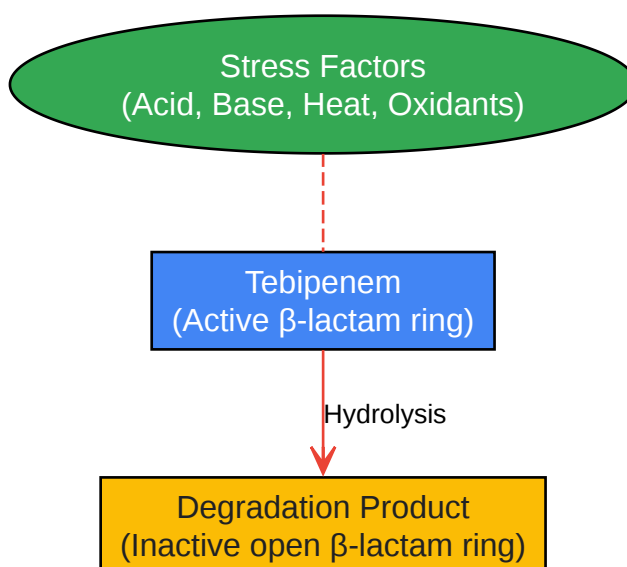 Stress Factors
(Acid, Base, Heat, Oxidants)
Tebipenem
(Active β-lactam ring)
Hydrolysis
Degradation Product
(Inactive open β-lactam ring)